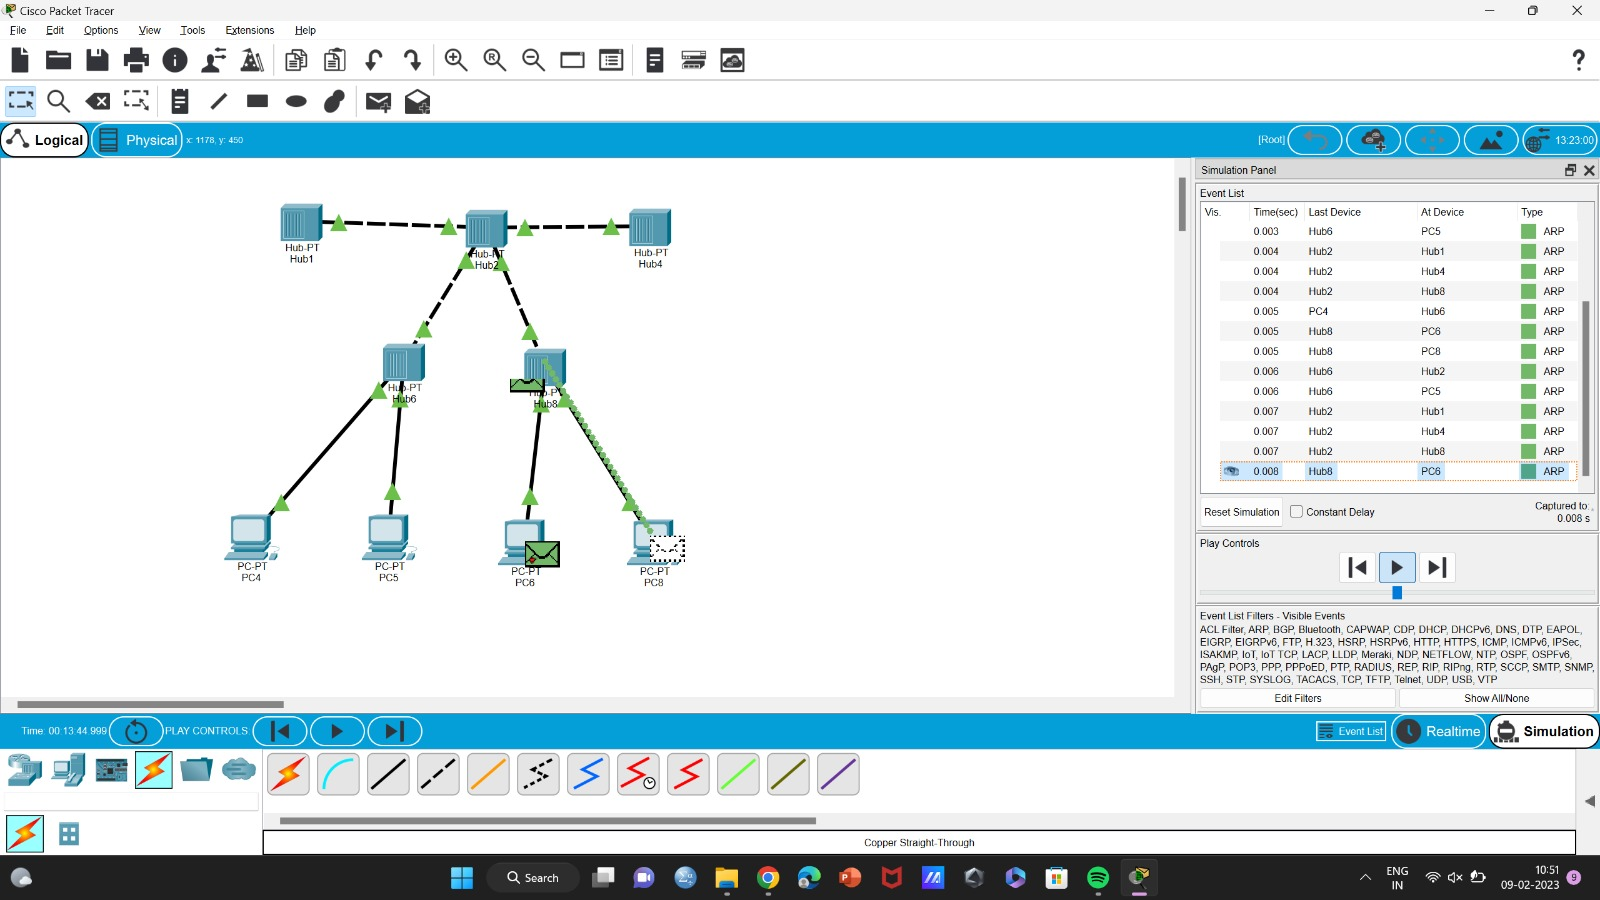 Cisco Packet Tracer
File Edit Options View Tools Extensions Help
Logical Physical x: 1178, y: 450 [Root] 13:23:00
Simulation Panel
Event List
Vis. Time(sec) Last Device At Device Type
0.003 Hub6 PC5 ARP
0.004 Hub2 Hub1 ARP
0.004 Hub2 Hub4 ARP
0.004 Hub2 Hub8 ARP
0.005 PC4 Hub6 ARP
0.005 Hub8 PC6 ARP
0.005 Hub8 PC8 ARP
0.006 Hub6 Hub2 ARP
0.006 Hub6 PC5 ARP
0.007 Hub2 Hub1 ARP
0.007 Hub2 Hub4 ARP
0.007 Hub2 Hub8 ARP
0.008 Hub8 PC6 ARP
Reset Simulation Constant Delay Captured to:
0.008 s
Play Controls
Event List Filters - Visible Events
ACL Filter, ARP, BGP, Bluetooth, CAPWAP, CDP, DHCP, DHCPv6, DNS, DTP, EAPOL,
EIGRP, EIGRPv6, FTP, H.323, HSRP, HSRPv6, HTTP, HTTPS, ICMP, ICMPv6, IPSec,
ISAKMP, IoT, IoT TCP, LACP, LLDP, Meraki, NDP, NETFLOW, NTP, OSPF, OSPFv6,
PAgP, POP3, PPP, PPPoED, PTP, RADIUS, REP, RIP, RIPng, RTP, SCCP, SMTP, SNMP,
SSH, STP, SYSLOG, TACACS, TCP, TFTP, Telnet, UDP, USB, VTP
Edit Filters Show All/None
Hub-PT
Hub1
Hub-PT
Hub2
Hub-PT
Hub4
Hub-PT
Hub6
Hub-PT
Hub8
PC-PT
PC4
PC-PT
PC5
PC-PT
PC6
PC-PT
PC8
Time: 00:13:44.999 PLAY CONTROLS: Event List Realtime Simulation
Copper Straight-Through
Search
ENG
IN
10:51
09-02-2023
9